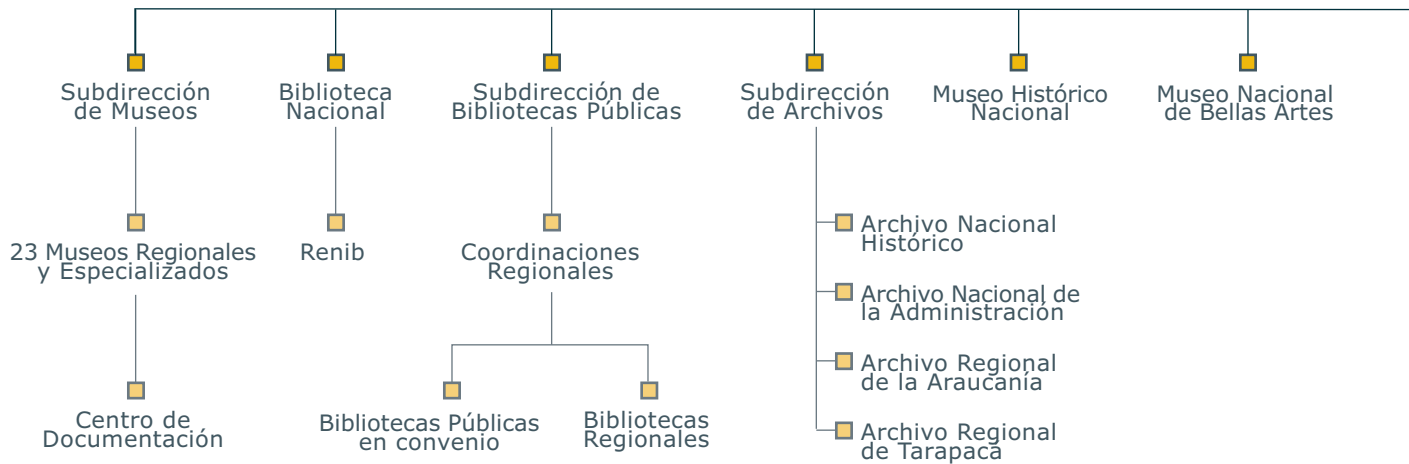 Subdirección
de Museos
Biblioteca
Nacional
Subdirección de
Bibliotecas Públicas
Subdirección
de Archivos
Museo Histórico
Nacional
Museo Nacional
de Bellas Artes
23 Museos Regionales
y Especializados
Renib
Coordinaciones
Regionales
Archivo Nacional
Histórico
Archivo Nacional de
la Administración
Archivo Regional
de la Araucanía
Archivo Regional
de Tarapacá
Centro de
Documentación
Bibliotecas Públicas
en convenio
Bibliotecas
Regionales